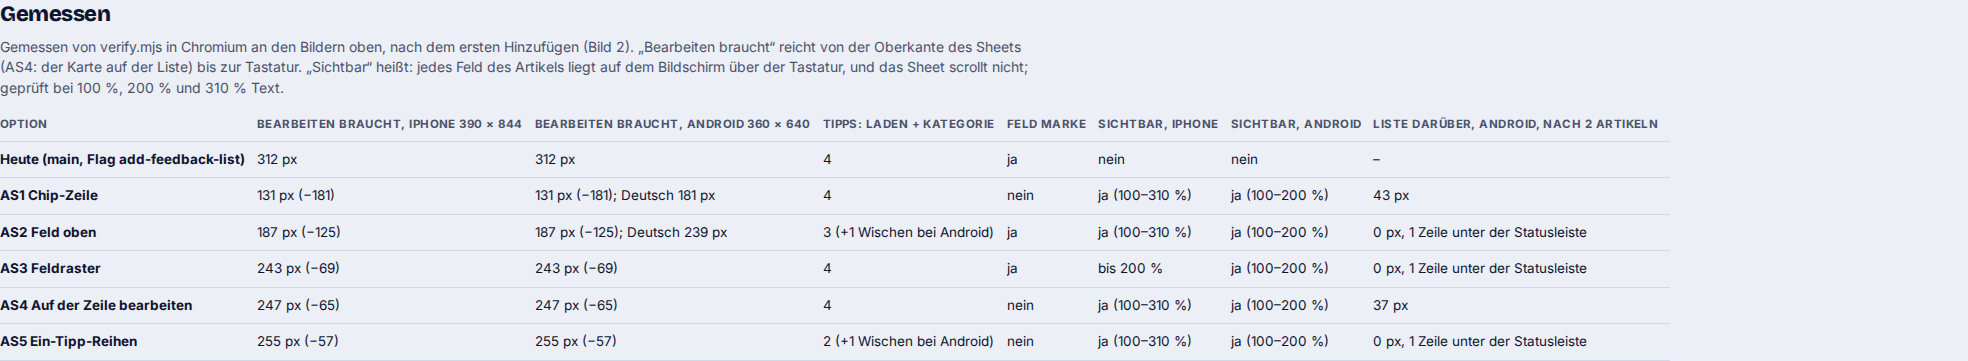 Gemessen
Gemessen von verify.mjs in Chromium an den Bildern oben, nach dem ersten Hinzufügen (Bild 2). „Bearbeiten braucht“ reicht von der Oberkante des Sheets
(AS4: der Karte auf der Liste) bis zur Tastatur. „Sichtbar“ heißt: jedes Feld des Artikels liegt auf dem Bildschirm über der Tastatur, und das Sheet scrollt nicht;
geprüft bei 100 %, 200 % und 310 % Text.
OPTION BEARBEITEN BRAUCHT, IPHONE 390 × 844 BEARBEITEN BRAUCHT, ANDROID 360 × 640 TIPPS: LADEN + KATEGORIE FELD MARKE SICHTBAR, IPHONE SICHTBAR, ANDROID LISTE DARÜBER, ANDROID, NACH 2 ARTIKELN
Heute (main, Flag add-feedback-list) 312 px 312 px 4 ja nein nein –
AS1 Chip-Zeile 131 px (−181) 131 px (−181); Deutsch 181 px 4 nein ja (100–310 %) ja (100–200 %) 43 px
AS2 Feld oben 187 px (−125) 187 px (−125); Deutsch 239 px 3 (+1 Wischen bei Android) ja ja (100–310 %) ja (100–200 %) 0 px, 1 Zeile unter der Statusleiste
AS3 Feldraster 243 px (−69) 243 px (−69) 4 ja bis 200 % ja (100–200 %) 0 px, 1 Zeile unter der Statusleiste
AS4 Auf der Zeile bearbeiten 247 px (−65) 247 px (−65) 4 nein ja (100–310 %) ja (100–200 %) 37 px
AS5 Ein-Tipp-Reihen 255 px (−57) 255 px (−57) 2 (+1 Wischen bei Android) nein ja (100–310 %) ja (100–200 %) 0 px, 1 Zeile unter der Statusleiste